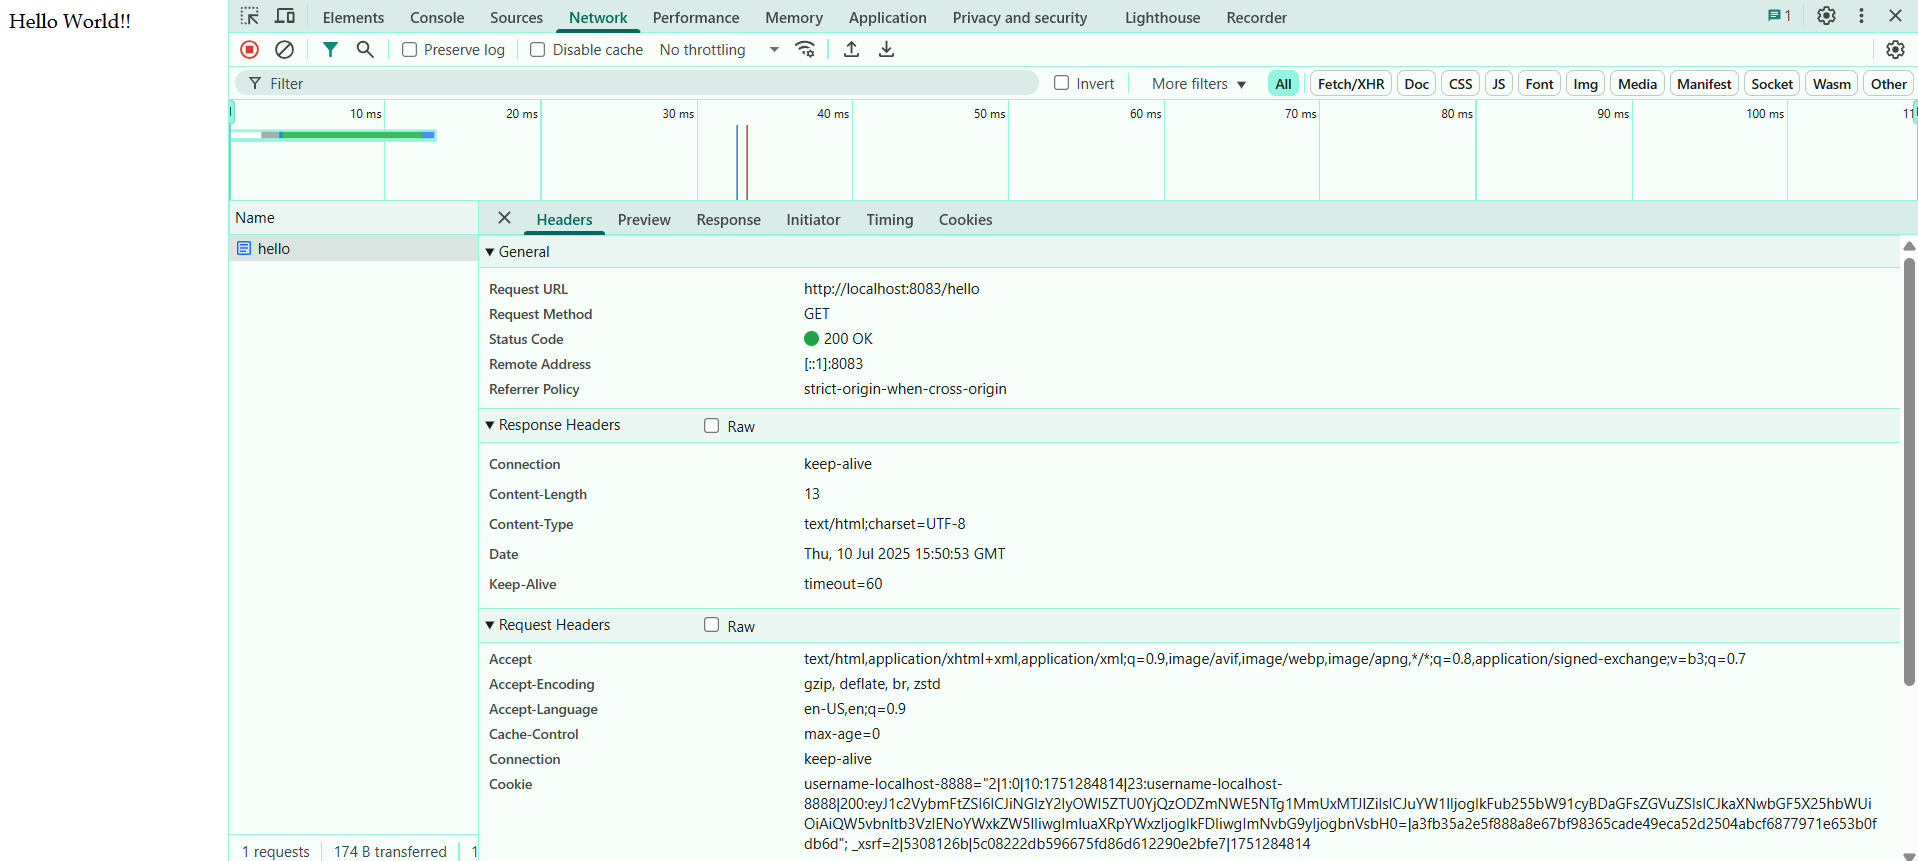 Hello World!!
Elements Console Sources Network Performance Memory Application Privacy and security Lighthouse Recorder 1
Preserve log Disable cache No throttling
Filter Invert More filters All Fetch/XHR Doc CSS JS Font Img Media Manifest Socket Wasm Other
10 ms 20 ms 30 ms 40 ms 50 ms 60 ms 70 ms 80 ms 90 ms 100 ms 11
Name
hello
Headers Preview Response Initiator Timing Cookies
General
Request URL http://localhost:8083/hello
Request Method GET
Status Code 200 OK
Remote Address [::1]:8083
Referrer Policy strict-origin-when-cross-origin
Response Headers Raw
Connection keep-alive
Content-Length 13
Content-Type text/html;charset=UTF-8
Date Thu, 10 Jul 2025 15:50:53 GMT
Keep-Alive timeout=60
Request Headers Raw
Accept text/html,application/xhtml+xml,application/xml;q=0.9,image/avif,image/webp,image/apng,*/*;q=0.8,application/signed-exchange;v=b3;q=0.7
Accept-Encoding gzip, deflate, br, zstd
Accept-Language en-US,en;q=0.9
Cache-Control max-age=0
Connection keep-alive
Cookie username-localhost-8888="2|1:0|10:1751284814|23:username-localhost-
db6d"; _xsrf=2|5308126b|5c08222db596675fd86d612290e2bfe7|1751284814
1 requests 174 B transferred 1